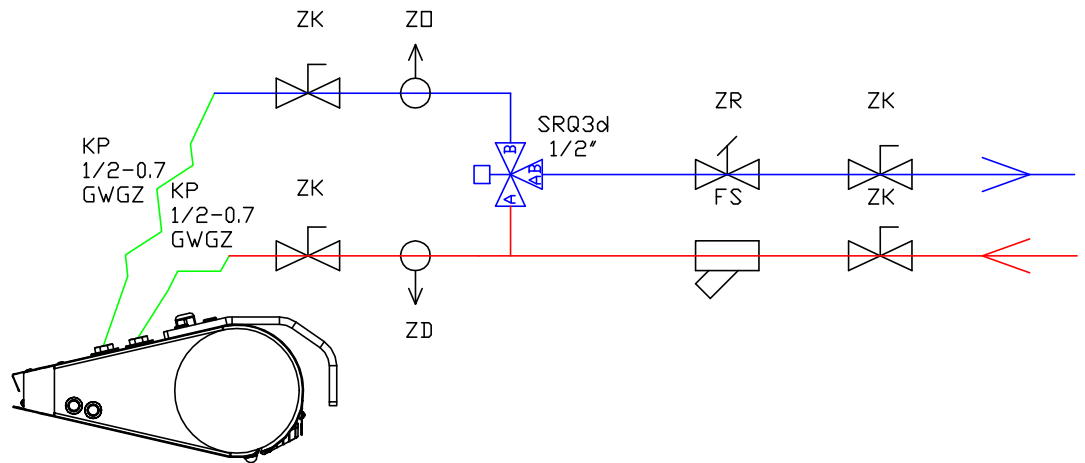 ZK
ZO
SRQ3d
1/2"
ZR
ZK
KP
1/2-0.7
GWGZ
KP
1/2-0.7
GWGZ
ZK
B
AB
A
FS
ZK
ZD